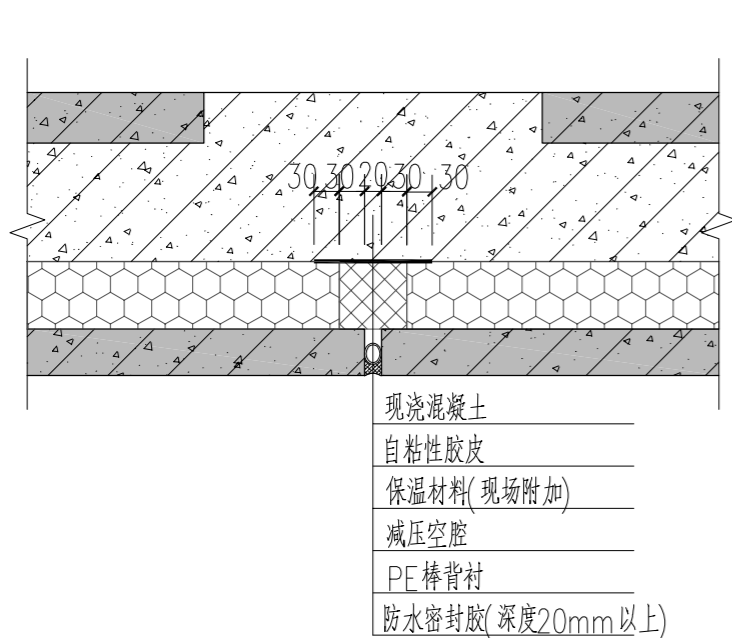 30 30 20 30 30
现浇混凝土
自粘性胶皮
保温材料(现场附加)
减压空腔
PE棒背衬
防水密封胶(深度20mm以上)